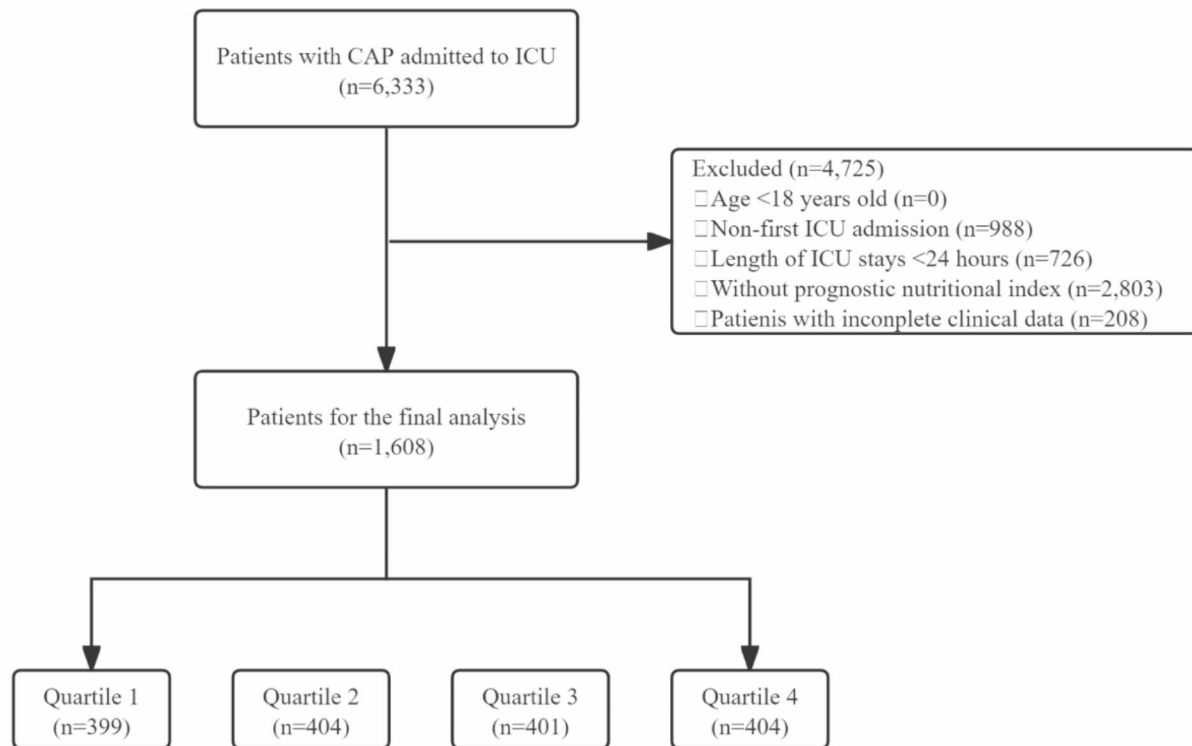 Patients with CAP admitted to ICU
(n=6,333)
Excluded (n=4,725)
□Age <18 years old (n=0)
□Non-first ICU admission (n=988)
□Length of ICU stays <24 hours (n=726)
□Without prognostic nutritional index (n=2,803)
□Patienis with inconplete clinical data (n=208)
Patients for the final analysis
(n=1,608)
Quartile 1
(n=399)
Quartile 2
(n=404)
Quartile 3
(n=401)
Quartile 4
(n=404)